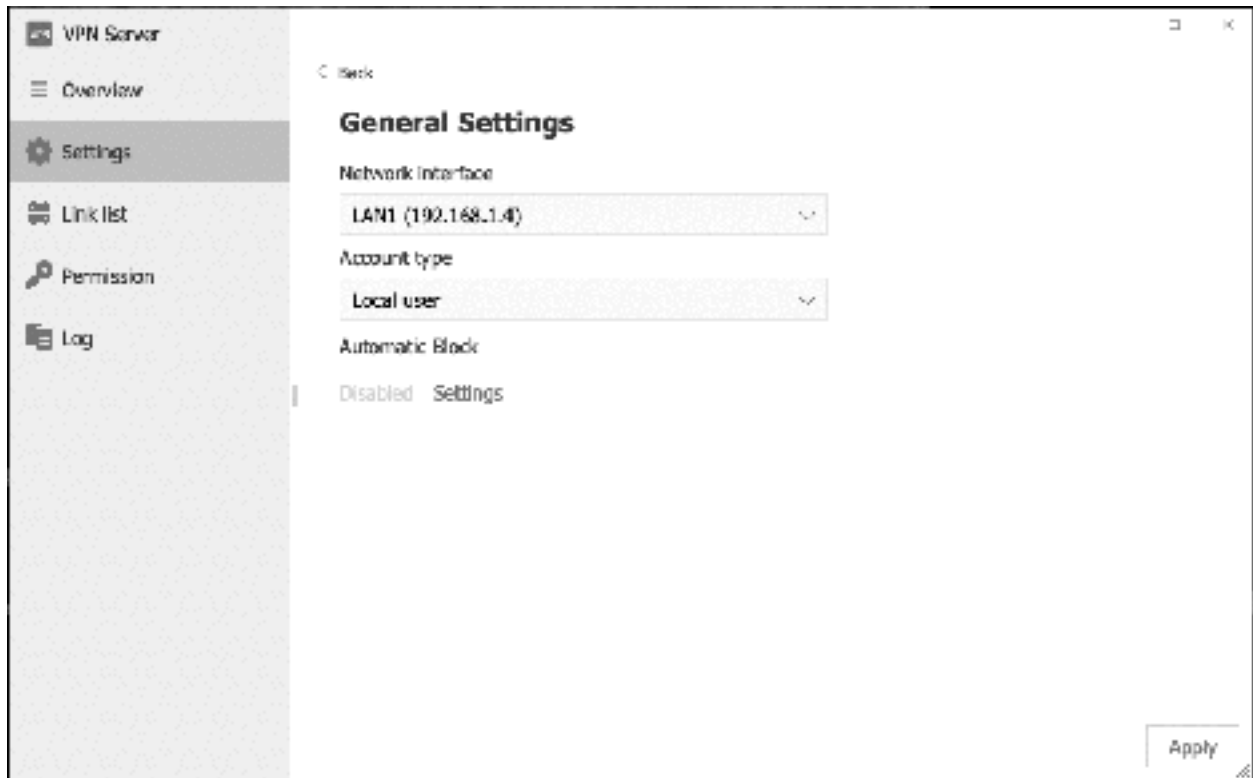 VPN Server
Overview
Settings
Link list
Permission
Log
Back
General Settings
Network interface
LAN1 (192.168.1.4)
Account type
Local user
Automatic Block
Disabled Settings
Apply